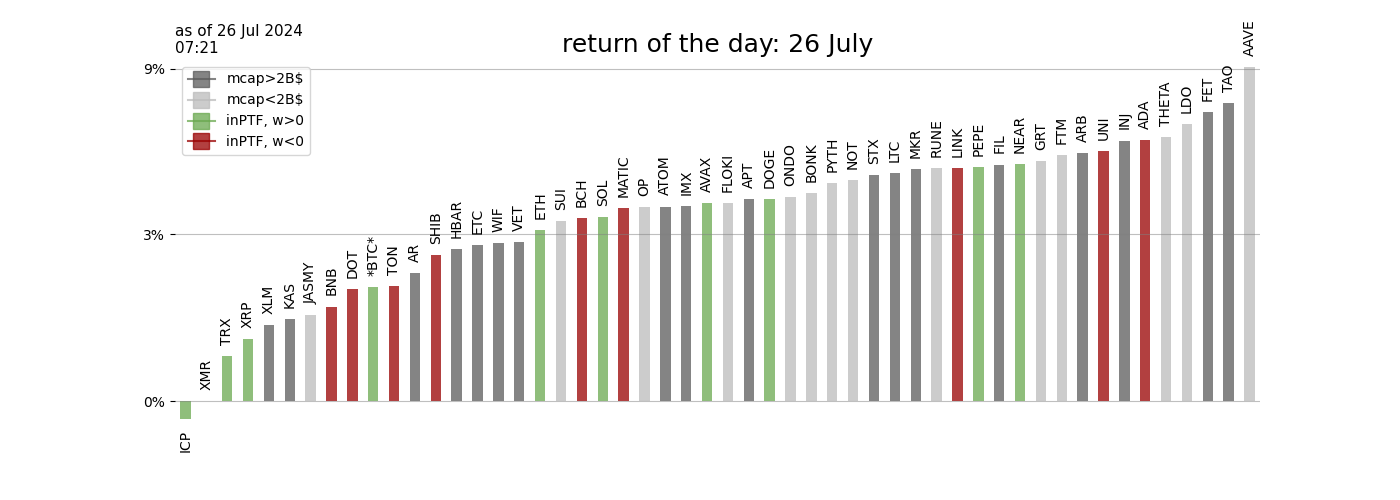 as of 26 Jul 2024
07:21
return of the day: 26 July
mcap>2B$
mcap<2B$
inPTF, w>0
inPTF, w<0
9%
3%
0%
ICP
XMR
TRX
XRP
XLM
KAS
JASMY
BNB
DOT
*BTC*
TON
AR
SHIB
HBAR
ETC
WIF
VET
ETH
SUI
BCH
SOL
MATIC
OP
ATOM
IMX
AVAX
FLOKI
APT
DOGE
ONDO
BONK
PYTH
NOT
STX
LTC
MKR
RUNE
LINK
PEPE
FIL
NEAR
GRT
FTM
ARB
UNI
INJ
ADA
THETA
LDO
FET
TAO
AAVE